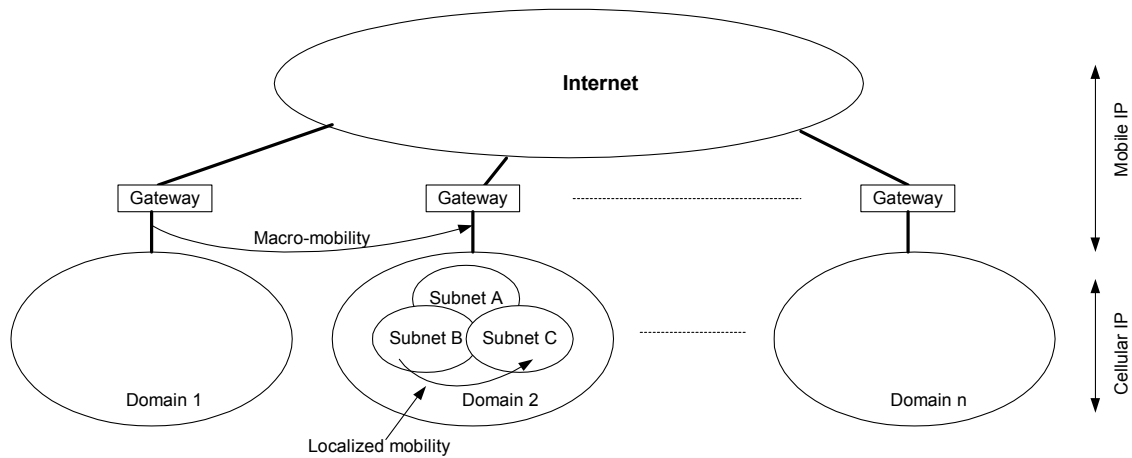 Internet
Mobile IP
Gateway
Gateway
Gateway
Macro-mobility
Subnet A
Subnet B
Subnet C
Cellular IP
Domain 1
Domain 2
Domain n
Localized mobility